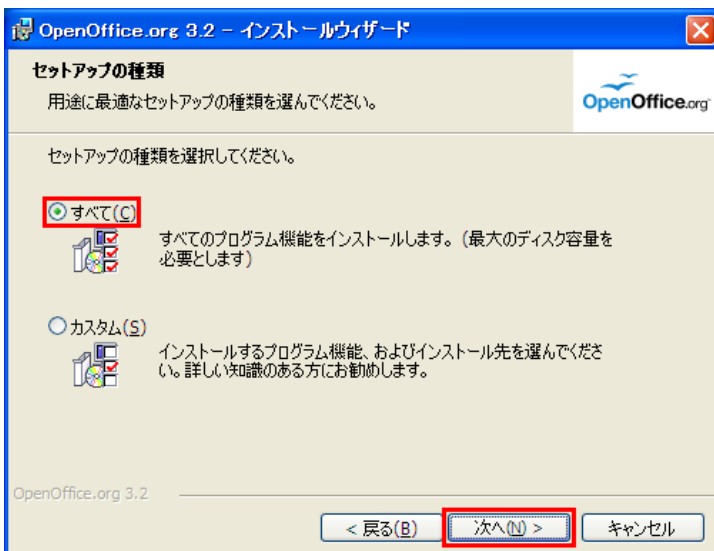 OpenOffice.org 3.2 - インストールウィザード
セットアップの種類
用途に最適なセットアップの種類を選んでください。
OpenOffice.org
セットアップの種類を選択してください。
すべて(C)
すべてのプログラム機能をインストールします。(最大のディスク容量を
必要とします)
カスタム(S)
インストールするプログラム機能、およびインストール先を選んでくださ
い。詳しい知識のある方にお勧めします。
OpenOffice.org 3.2
< 戻る(B)
次へ(N) >
キャンセル